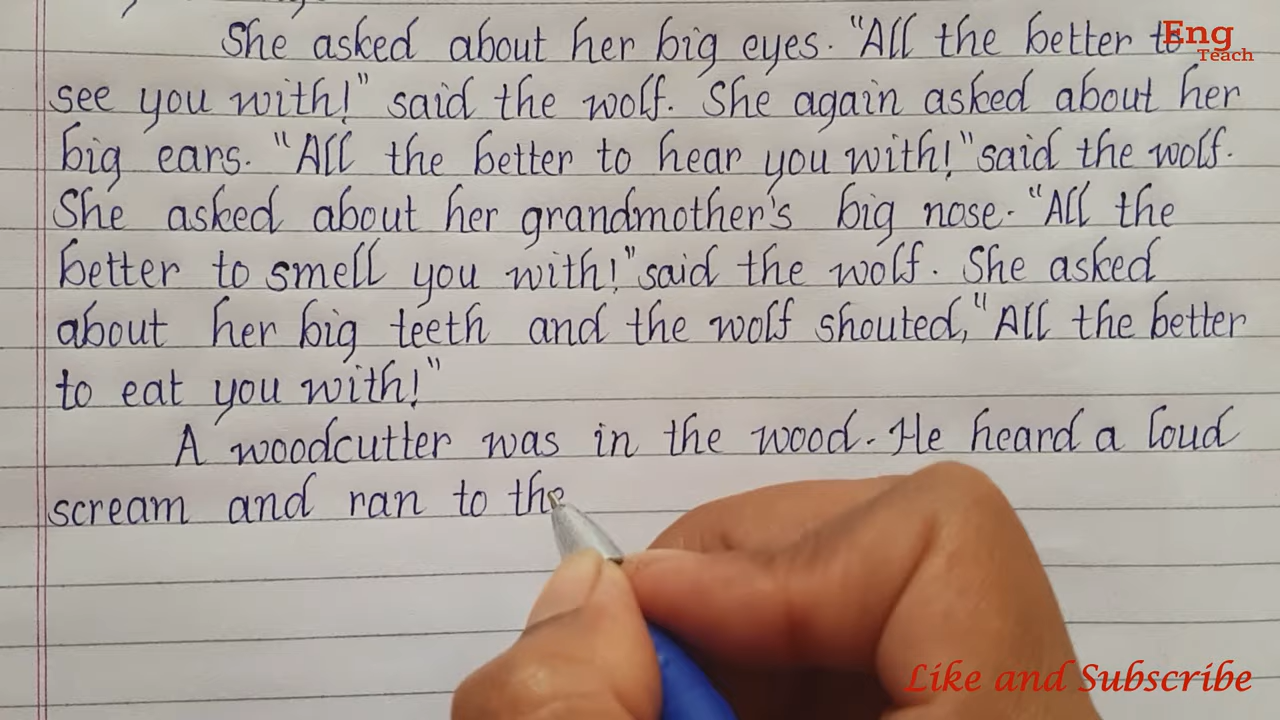 She asked about her big eyes. "All the better to
Eng
Teach
see you with!" said the wolf. She again asked about her
big ears. "All the better to hear you with!" said the wolf.
She asked about her grandmother's big nose. "All the
better to smell you with!" said the wolf. She asked
about her big teeth and the wolf shouted, "All the better
to eat you with!"
A woodcutter was in the wood. He heard a loud
scream and ran to the
Like and Subscribe